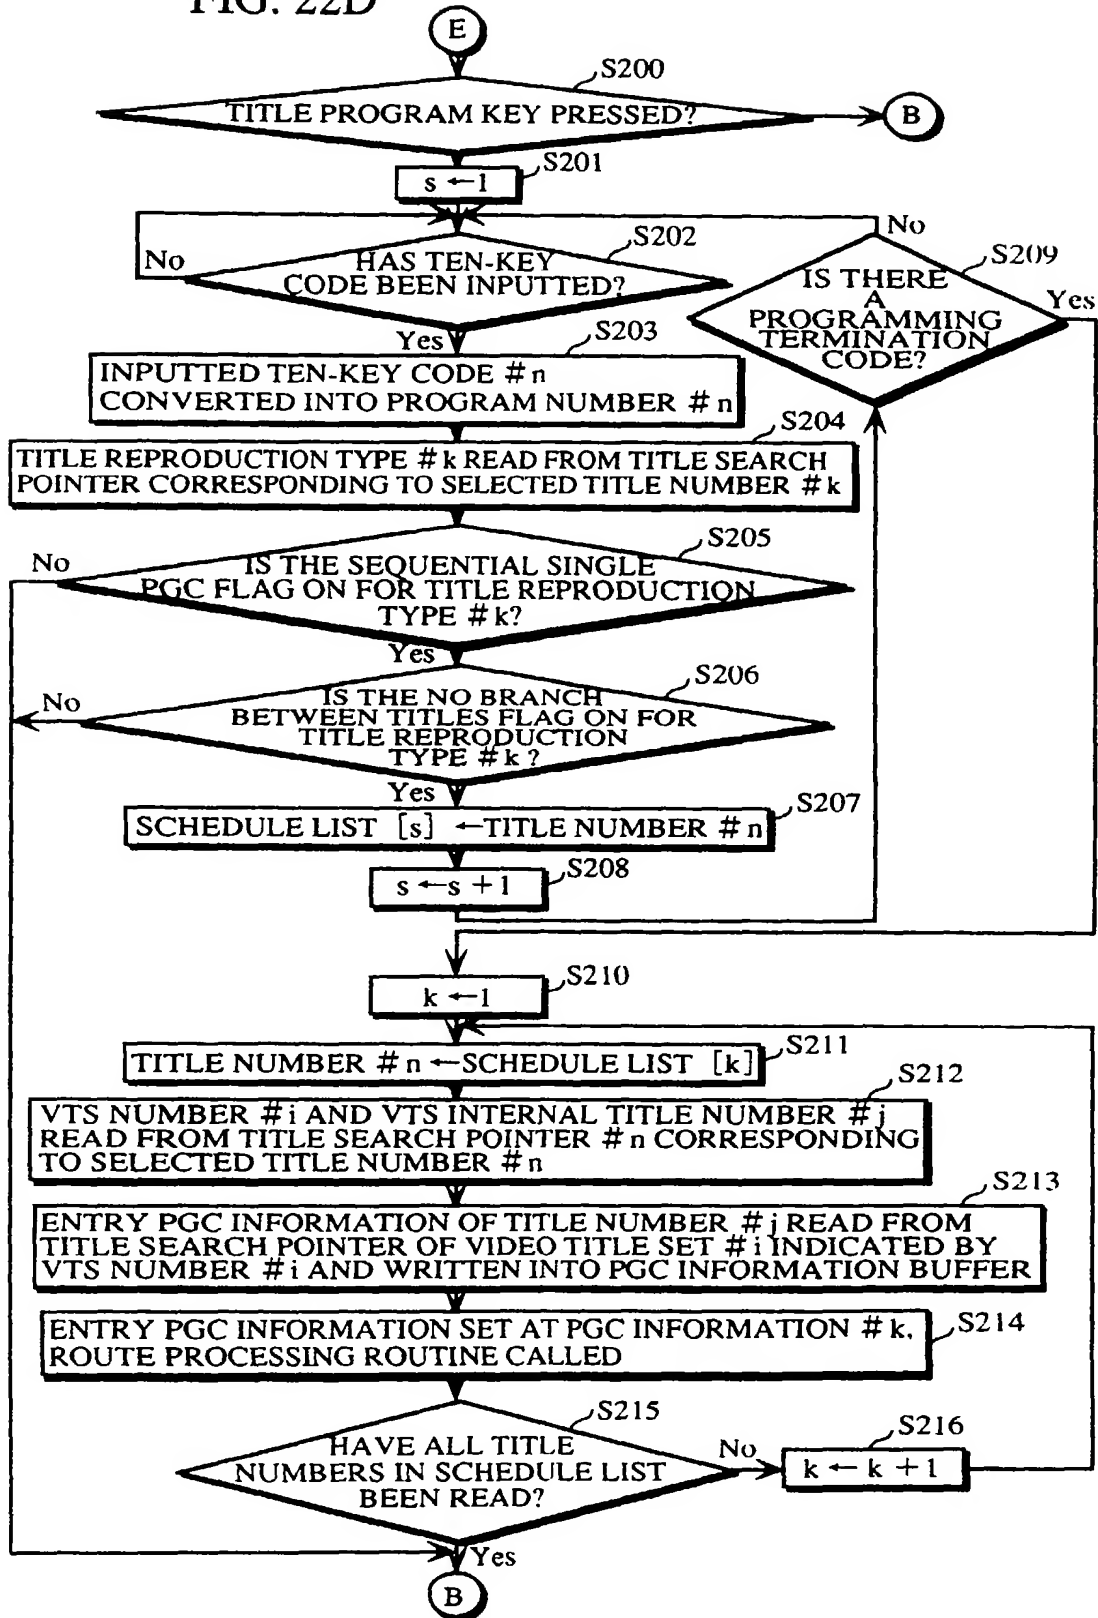 FIG. 22D
E
S200
TITLE PROGRAM KEY PRESSED?
B
S201
s ←1
No
S202
HAS TEN-KEY
CODE BEEN INPUTTED?
No
S209
IS THERE
A
PROGRAMMING
TERMINATION
CODE?
Yes
Yes
S203
INPUTTED TEN-KEY CODE #n
CONVERTED INTO PROGRAM NUMBER #n
S204
TITLE REPRODUCTION TYPE #k READ FROM TITLE SEARCH
POINTER CORRESPONDING TO SELECTED TITLE NUMBER #k
S205
No
IS THE SEQUENTIAL SINGLE
PGC FLAG ON FOR TITLE REPRODUCTION
TYPE #k?
Yes
S206
No
IS THE NO BRANCH
BETWEEN TITLES FLAG ON FOR
TITLE REPRODUCTION
TYPE #k ?
Yes
S207
SCHEDULE LIST [s] ←TITLE NUMBER #n
S208
s ←s +1
S210
k ←1
S211
TITLE NUMBER #n ←SCHEDULE LIST [k]
S212
VTS NUMBER #i AND VTS INTERNAL TITLE NUMBER #j
READ FROM TITLE SEARCH POINTER #n CORRESPONDING
TO SELECTED TITLE NUMBER #n
S213
ENTRY PGC INFORMATION OF TITLE NUMBER #j READ FROM
TITLE SEARCH POINTER OF VIDEO TITLE SET #i INDICATED BY
VTS NUMBER #i AND WRITTEN INTO PGC INFORMATION BUFFER
S214
ENTRY PGC INFORMATION SET AT PGC INFORMATION #k,
ROUTE PROCESSING ROUTINE CALLED
S215
HAVE ALL TITLE
NUMBERS IN SCHEDULE LIST
BEEN READ?
No
S216
k ← k +1
Yes
B